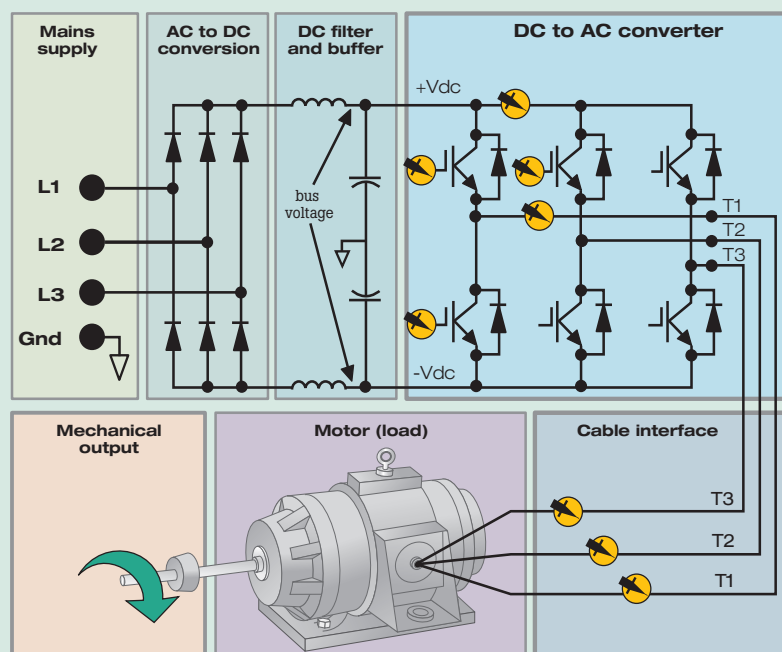 Mains
supply
AC to DC
conversion
DC filter
and buffer
DC to AC converter
+Vdc
L1
L2
L3
Gnd
bus
voltage
T1
T2
T3
-Vdc
Mechanical
output
Motor (load)
Cable interface
T3
T2
T1